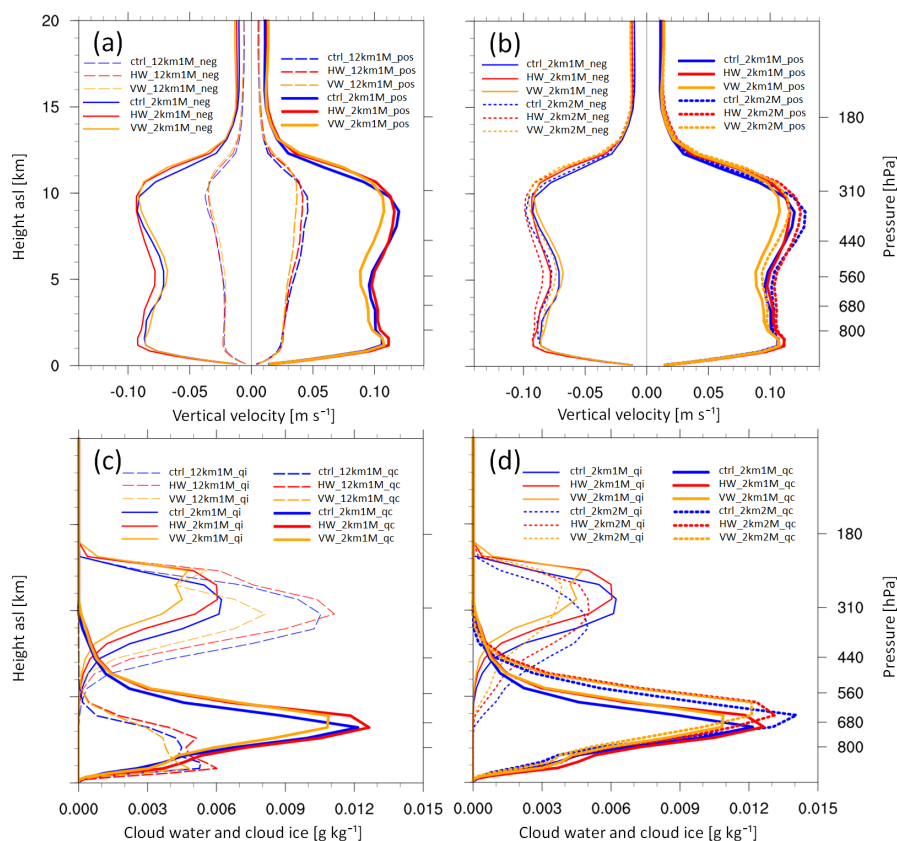 (a)
ctrl_12km1M_neg
HW_12km1M_neg
VW_12km1M_neg
ctrl_2km1M_neg
HW_2km1M_neg
VW_2km1M_neg
ctrl_12km1M_pos
HW_12km1M_pos
VW_12km1M_pos
ctrl_2km1M_pos
HW_2km1M_pos
VW_2km1M_pos
20
15
10
5
0
Height asl [km]
-0.10 -0.05 0.00 0.05 0.10
Vertical velocity [m s⁻¹]
(b)
ctrl_2km1M_neg
HW_2km1M_neg
VW_2km1M_neg
ctrl_2km2M_neg
HW_2km2M_neg
VW_2km2M_neg
ctrl_2km1M_pos
HW_2km1M_pos
VW_2km1M_pos
ctrl_2km2M_pos
HW_2km2M_pos
VW_2km2M_pos
180
310
440
560
680
800
Pressure [hPa]
-0.10 -0.05 0.00 0.05 0.10
Vertical velocity [m s⁻¹]
(c)
ctrl_12km1M_qi
HW_12km1M_qi
VW_12km1M_qi
ctrl_2km1M_qi
HW_2km1M_qi
VW_2km1M_qi
ctrl_12km1M_qc
HW_12km1M_qc
VW_12km1M_qc
ctrl_2km1M_qc
HW_2km1M_qc
VW_2km1M_qc
Height asl [km]
0.000 0.003 0.006 0.009 0.012 0.015
Cloud water and cloud ice [g kg⁻¹]
(d)
ctrl_2km1M_qi
HW_2km1M_qi
VW_2km1M_qi
ctrl_2km2M_qi
HW_2km2M_qi
VW_2km2M_qi
ctrl_2km1M_qc
HW_2km1M_qc
VW_2km1M_qc
ctrl_2km2M_qc
HW_2km2M_qc
VW_2km2M_qc
180
310
440
560
680
800
Pressure [hPa]
0.000 0.003 0.006 0.009 0.012 0.015
Cloud water and cloud ice [g kg⁻¹]